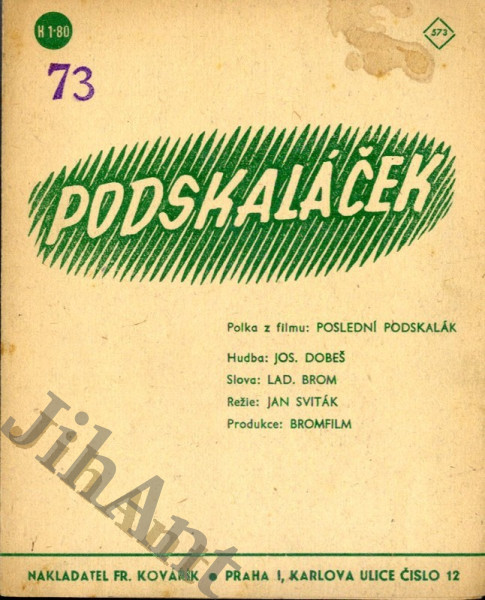 K 1·80
573
73
PODSKALÁČEK
Polka z filmu: POSLEDNÍ PODSKALÁK
Hudba: JOS. DOBEŠ
Slova: LAD. BROM
Režie: JAN SVITÁK
Produkce: BROMFILM
JihAnt
NAKLADATEL FR. KOVAŘÍK ● PRAHA I, KARLOVA ULICE ČISLO 12